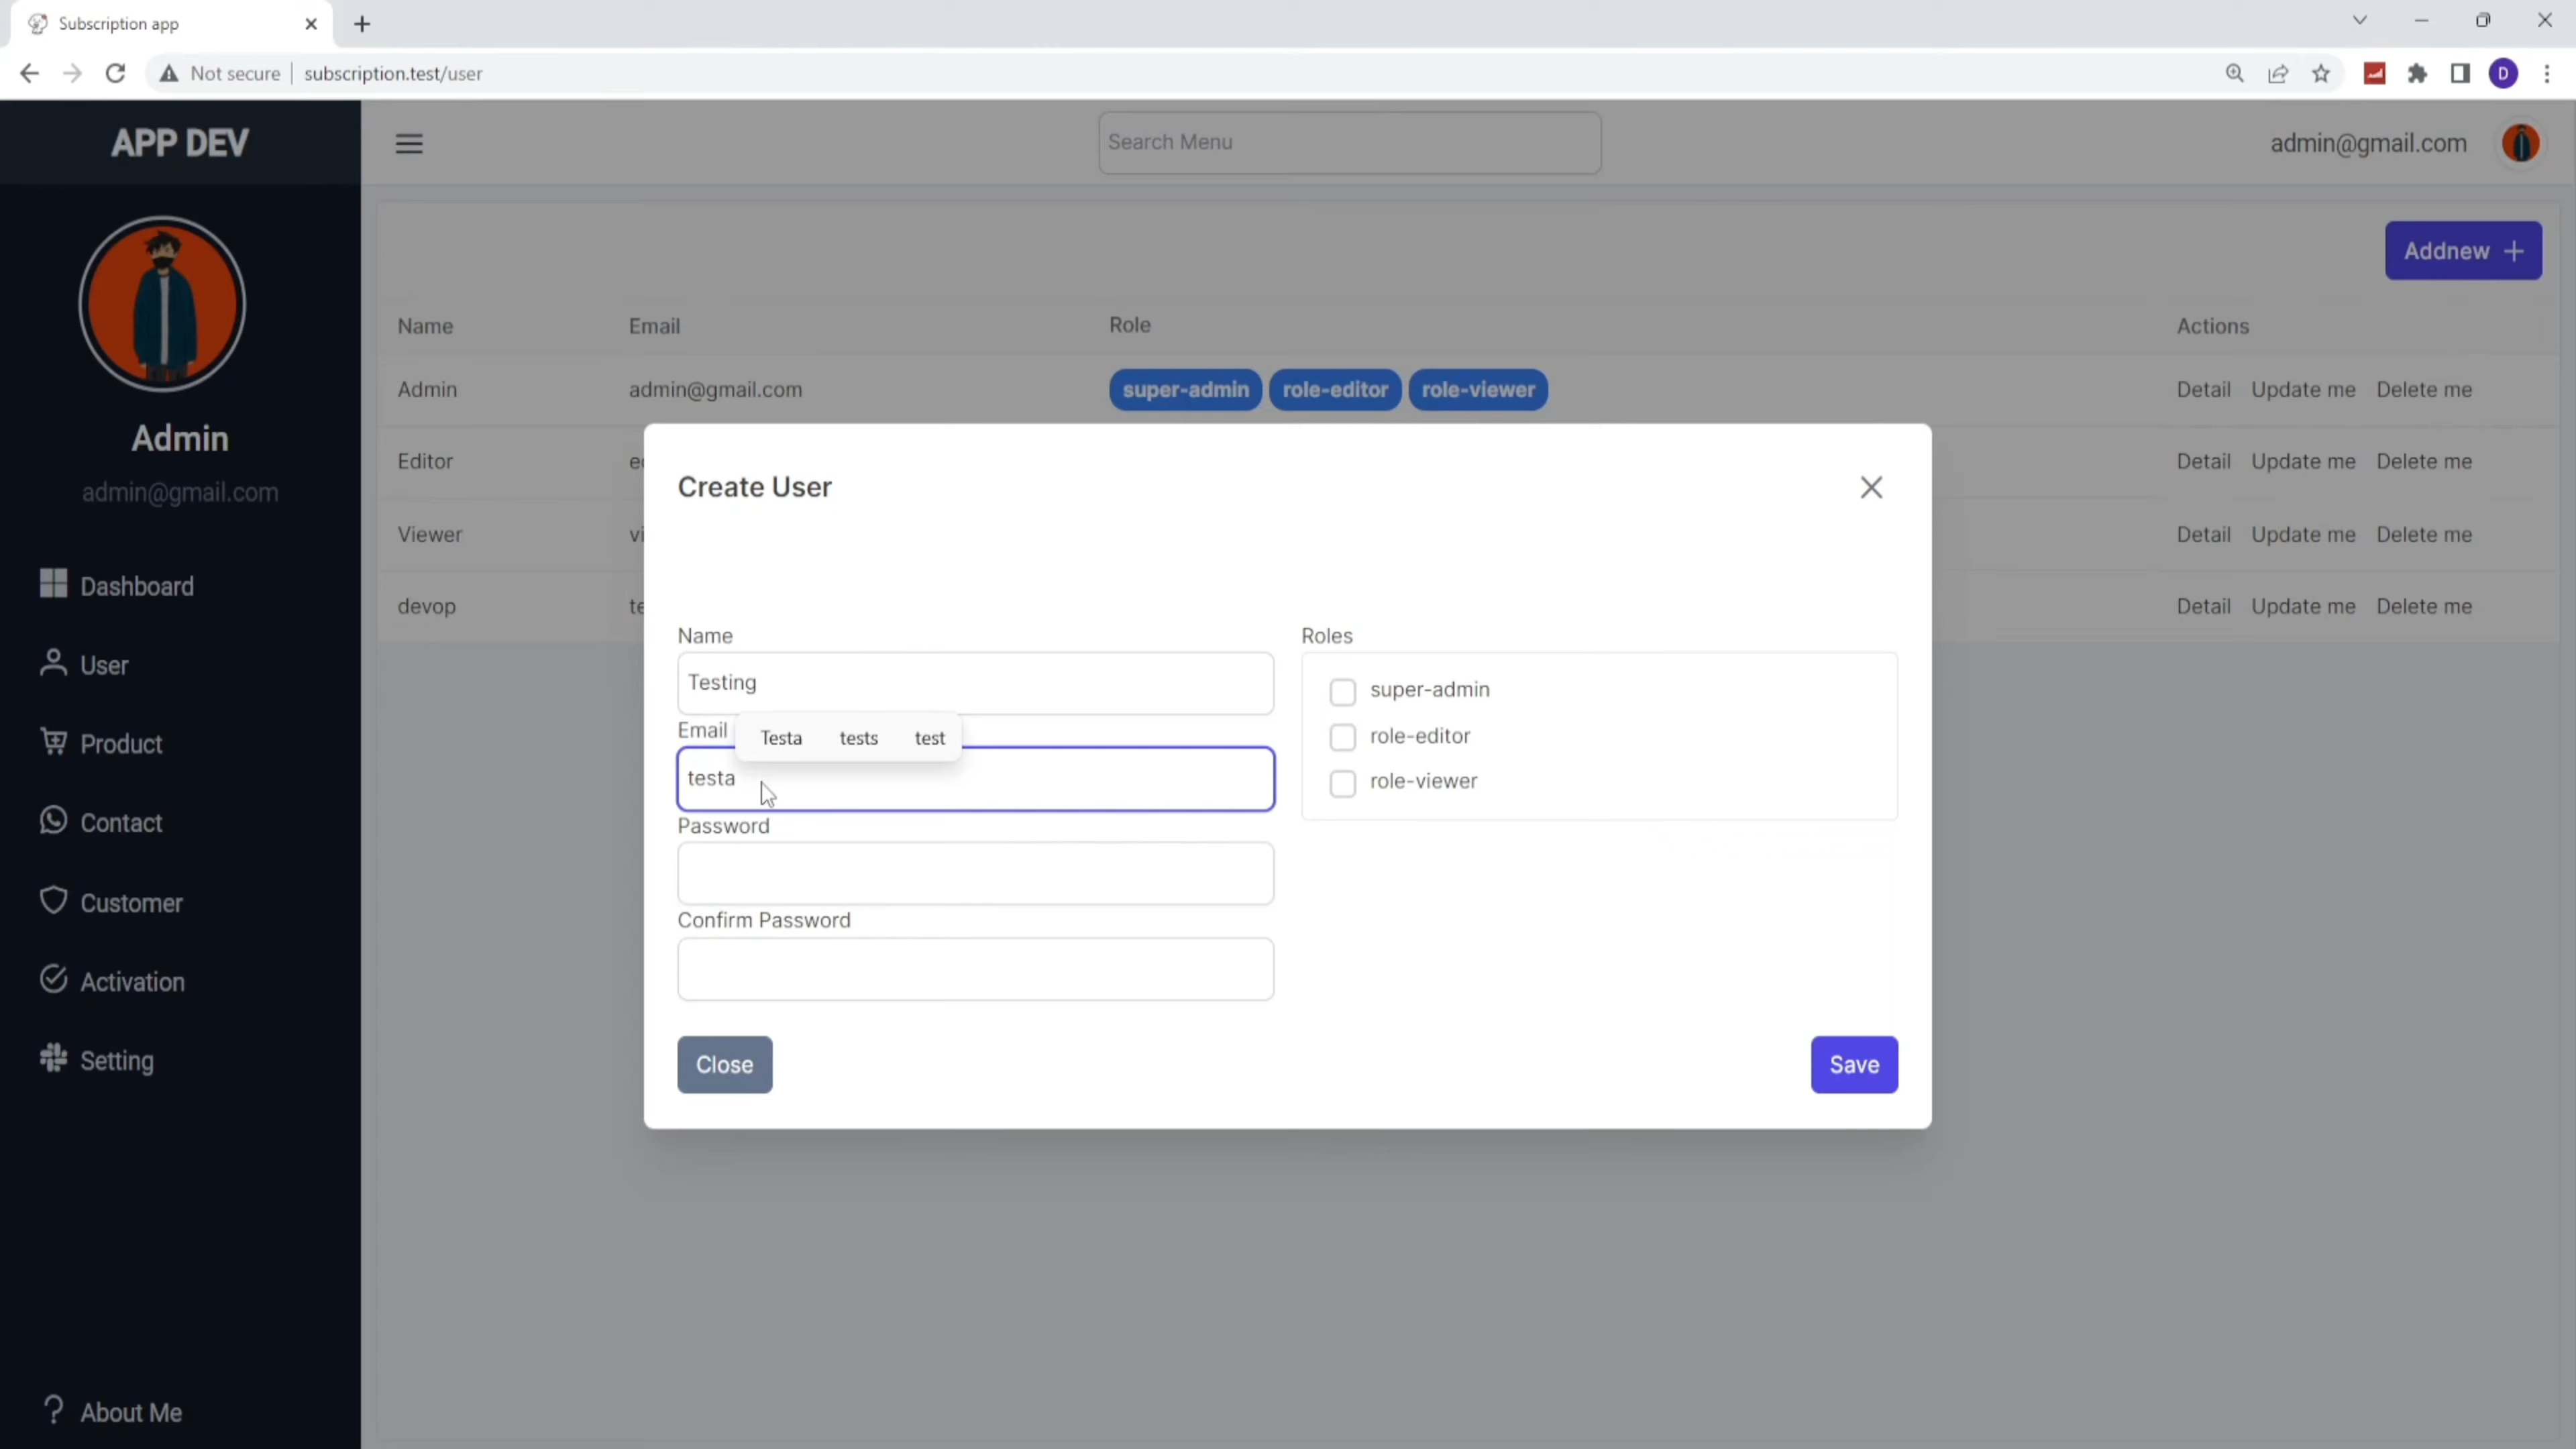 Subscription app
Not secure subscription.test/user
D
APP DEV
Search Menu
admin@gmail.com
Addnew
Admin
admin@gmail.com
Dashboard
User
Product
Contact
Customer
Activation
Setting
About Me
Name Email Role Actions
Admin admin@gmail.com super-admin role-editor role-viewer Detail Update me Delete me
Editor Detail Update me Delete me
Viewer vi Detail Update me Delete me
devop te Detail Update me Delete me
Create User
Name
Testing
Email
Testa tests test
testa
Password
Confirm Password
Roles
super-admin
role-editor
role-viewer
Close
Save